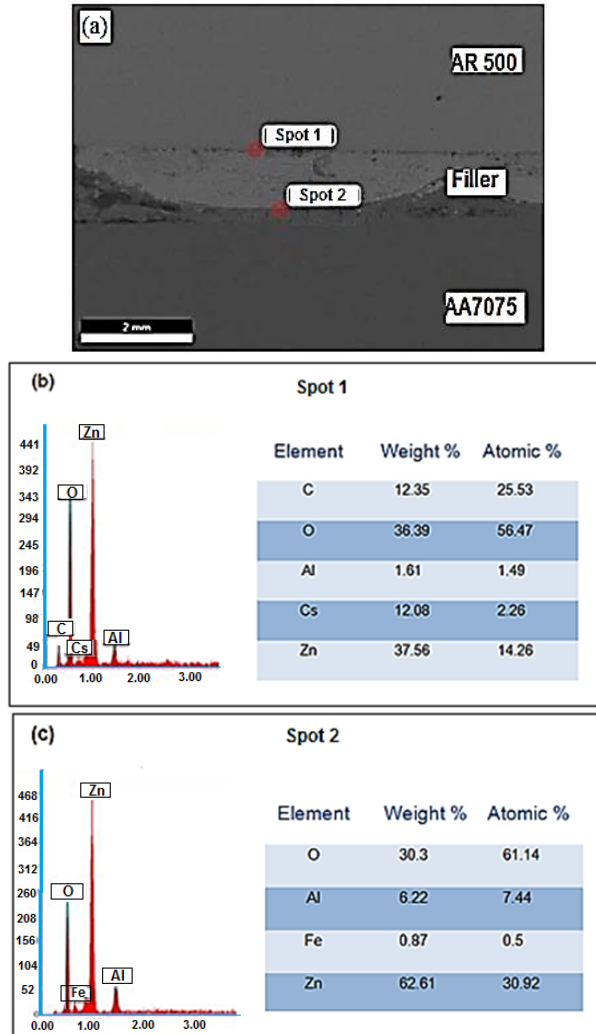 (a)
AR 500
Spot 1
Filler
Spot 2
AA7075
2 mm
(b)
Spot 1
Zn
441
392
343
294
245
196
147
98
49
0
O
C
Cs
Al
0.00 1.00 2.00 3.00
Element Weight % Atomic %
C 12.35 25.53
O 36.39 56.47
Al 1.61 1.49
Cs 12.08 2.26
Zn 37.56 14.26
(c)
Spot 2
Zn
468
416
364
312
260
208
156
104
52
0
O
Fe
Al
0.00 1.00 2.00 3.00
Element Weight % Atomic %
O 30.3 61.14
Al 6.22 7.44
Fe 0.87 0.5
Zn 62.61 30.92